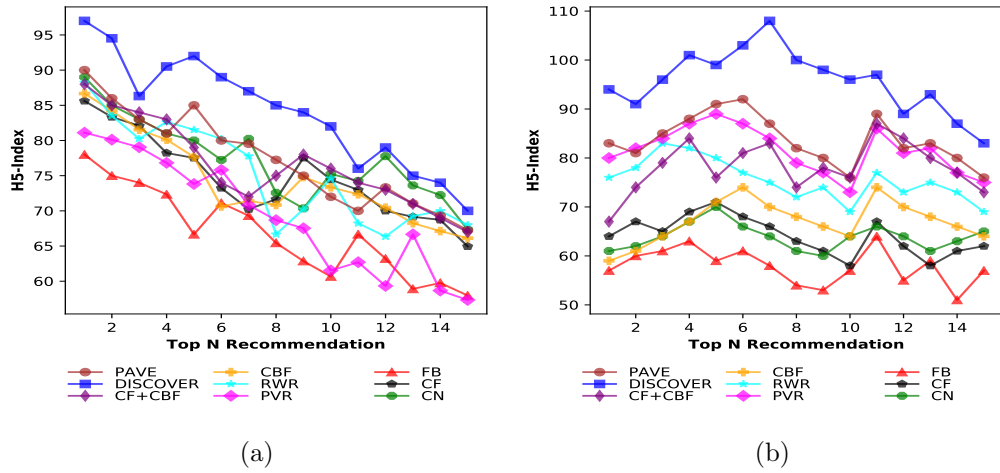 95
90
85
80
75
70
65
60
H5-Index
2 4 6 8 10 12 14
Top N Recommendation
PAVE CBF FB
DISCOVER RWR CF
CF+CBF PVR CN
(a)
110
100
90
80
70
60
50
H5-Index
2 4 6 8 10 12 14
Top N Recommendation
PAVE CBF FB
DISCOVER RWR CF
CF+CBF PVR CN
(b)